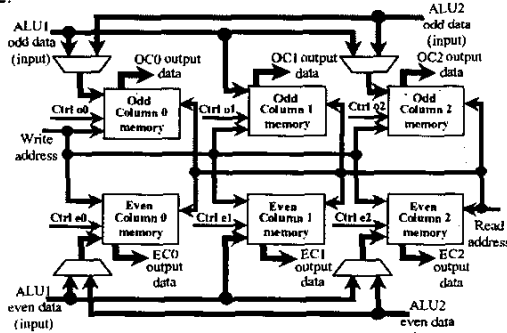 ALU1
odd data
(input)
ALU2
odd data
(input)
OC0 output
data
OC1 output
data
OC2 output
data
Ctrl o0
Odd
Column 0
memory
Ctrl o1
Odd
Column 1
memory
Ctrl o2
Odd
Column 2
memory
Write
address
Ctrl e0
Even
Column 0
memory
Ctrl e1
Even
Column 1
memory
Ctrl e2
Even
Column 2
memory
Read
address
EC0
output
data
EC1
output
data
EC2
output
data
ALU1
even data
(input)
ALU2
even data